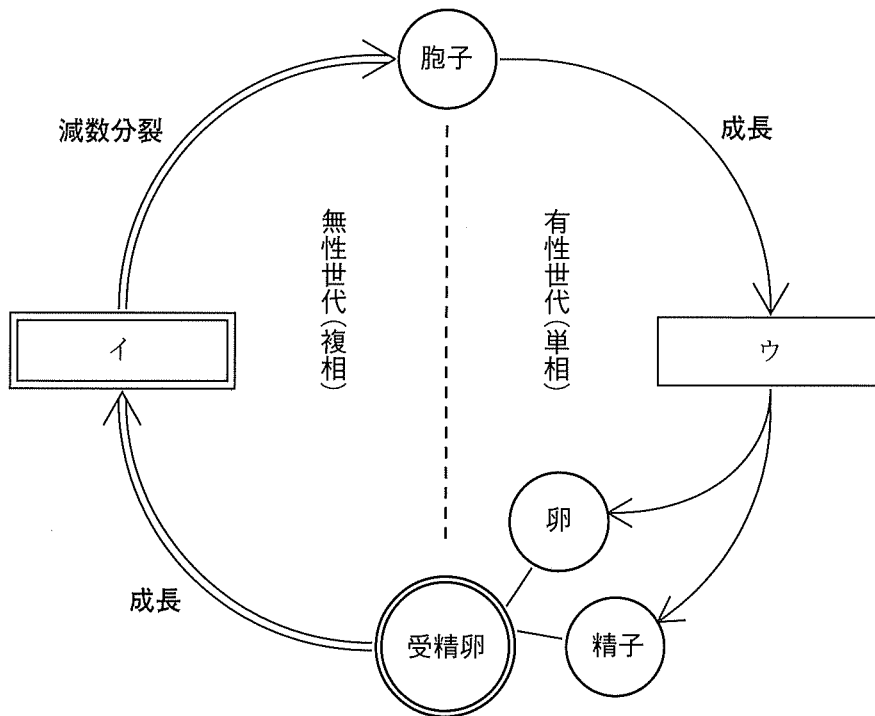 胞子
減数分裂
成長
無性世代(複相)
有性世代(単相)
イ
ウ
卵
成長
受精卵
精子